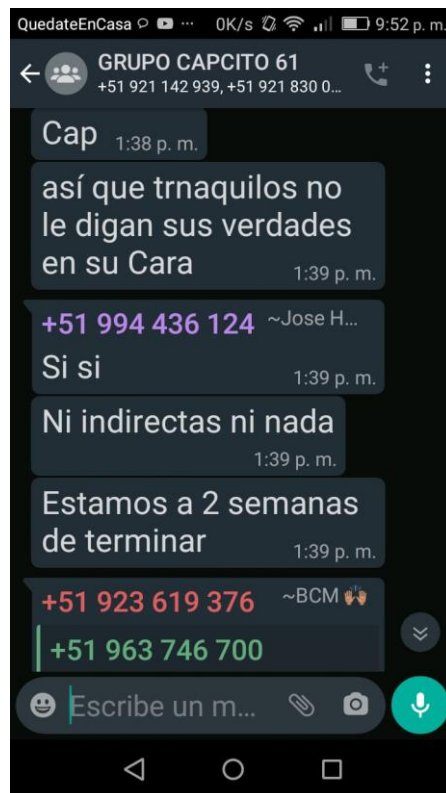 QuedateEnCasa ... 0K/s 9:52 p. m.
GRUPO CAPCITO 61
+51 921 142 939, +51 921 830 0...
Cap 1:38 p. m.
así que trnaquilos no
le digan sus verdades
en su Cara 1:39 p. m.
+51 994 436 124 ~Jose H...
Si si 1:39 p. m.
Ni indirectas ni nada
1:39 p. m.
Estamos a 2 semanas
de terminar 1:39 p. m.
+51 923 619 376 ~BCM 🙌🏽
+51 963 746 700
Escribe un m...